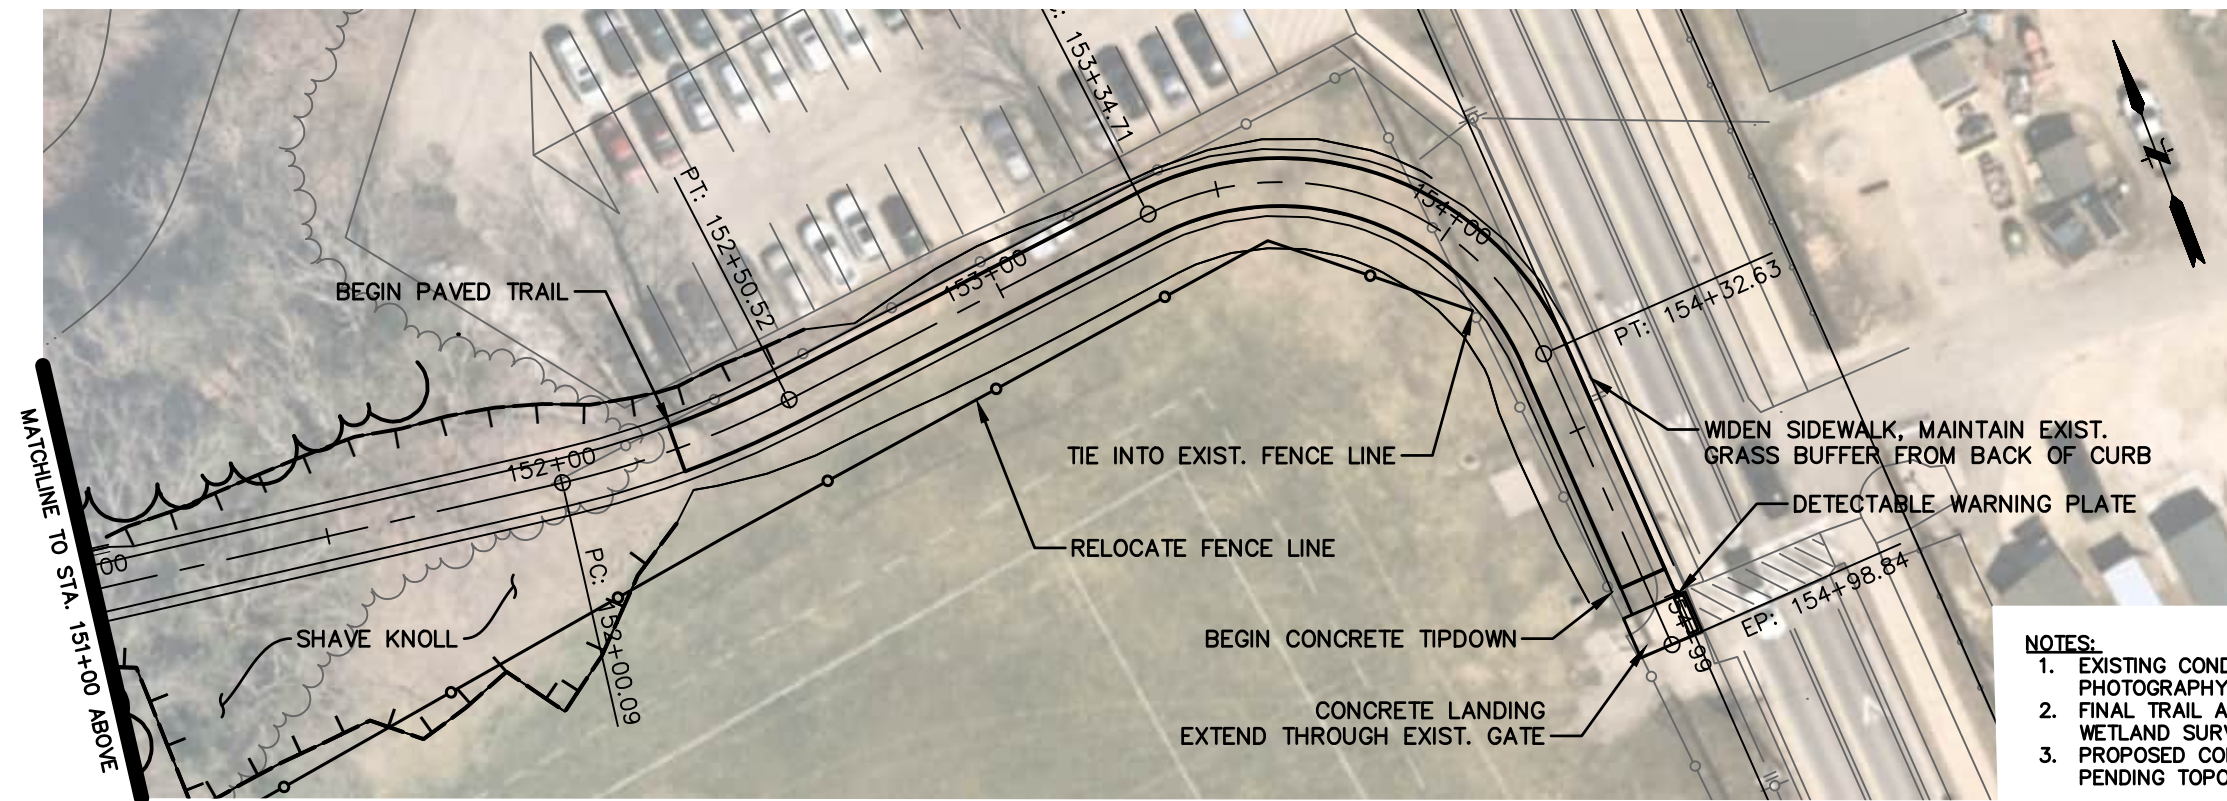 153+34.71
PT: 152+50.52
BEGIN PAVED TRAIL
153+00
154+00
PT: 154+32.63
MATCHLINE TO STA. 151+00 ABOVE
152+00
00
PC: 152+00.09
TIE INTO EXIST. FENCE LINE
WIDEN SIDEWALK, MAINTAIN EXIST.
GRASS BUFFER FROM BACK OF CURB
DETECTABLE WARNING PLATE
RELOCATE FENCE LINE
EP: 154+98.84
SHAVE KNOLL
BEGIN CONCRETE TIPDOWN
CONCRETE LANDING
EXTEND THROUGH EXIST. GATE
N
NOTES:
1. EXISTING COND
PHOTOGRAPHY
2. FINAL TRAIL A
WETLAND SURV
3. PROPOSED CO
PENDING TOPO